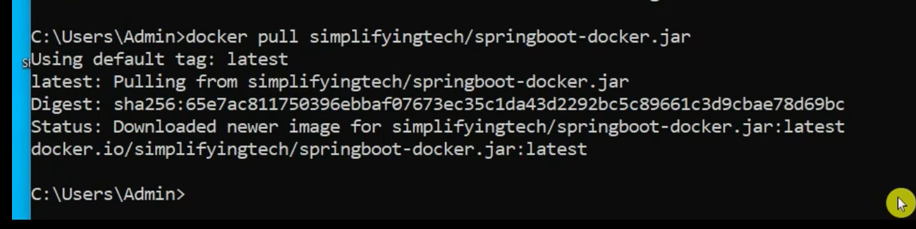 C:\Users\Admin>docker pull simplifyingtech/springboot-docker.jar
Using default tag: latest
latest: Pulling from simplifyingtech/springboot-docker.jar
Digest: sha256:65e7ac811750396ebbaf07673ec35c1da43d2292bc5c89661c3d9cbae78d69bc
Status: Downloaded newer image for simplifyingtech/springboot-docker.jar:latest
docker.io/simplifyingtech/springboot-docker.jar:latest
C:\Users\Admin>